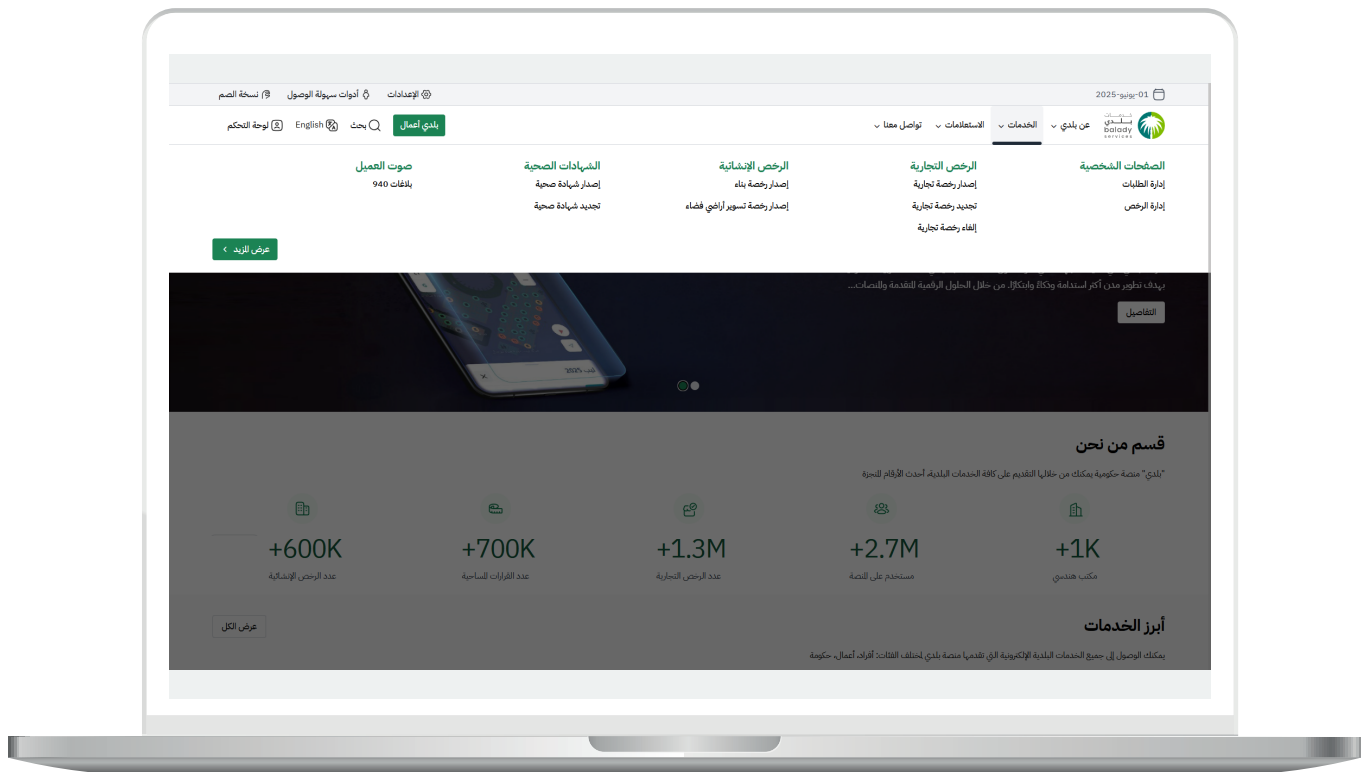 01-يونيو-2025
الإعدادات
أدوات سهولة الوصول
نسخة الصم
خدمات
بلدي
balady
services
عن بلدي
الخدمات
الاستعلامات
تواصل معنا
بلدي أعمال
بحث
English
لوحة التحكم
الصفحات الشخصية
إدارة الطلبات
إدارة الرخص
الرخص التجارية
إصدار رخصة تجارية
تجديد رخصة تجارية
إلغاء رخصة تجارية
الرخص الإنشائية
إصدار رخصة بناء
إصدار رخصة تسوير أراضي فضاء
الشهادات الصحية
إصدار شهادة صحية
تجديد شهادة صحية
صوت العميل
بلاغات 940
عرض المزيد
بهدف تطوير مدن أكثر استدامة وذكاءً وابتكارًا. من خلال الحلول الرقمية المتقدمة والمنصات...
التفاصيل
قسم من نحن
"بلدي" منصة حكومية يمكنك من خلالها التقديم على كافة الخدمات البلدية، أحدث الأرقام المنجزة
+1K
مكتب هندسي
+2.7M
مستخدم على المنصة
+1.3M
عدد الرخص التجارية
+700K
عدد القرارات المساحية
+600K
عدد الرخص الإنشائية
أبرز الخدمات
عرض الكل
يمكنك الوصول إلى جميع الخدمات البلدية الإلكترونية التي تقدمها منصة بلدي لمختلف الفئات: أفراد، أعمال، حكومة